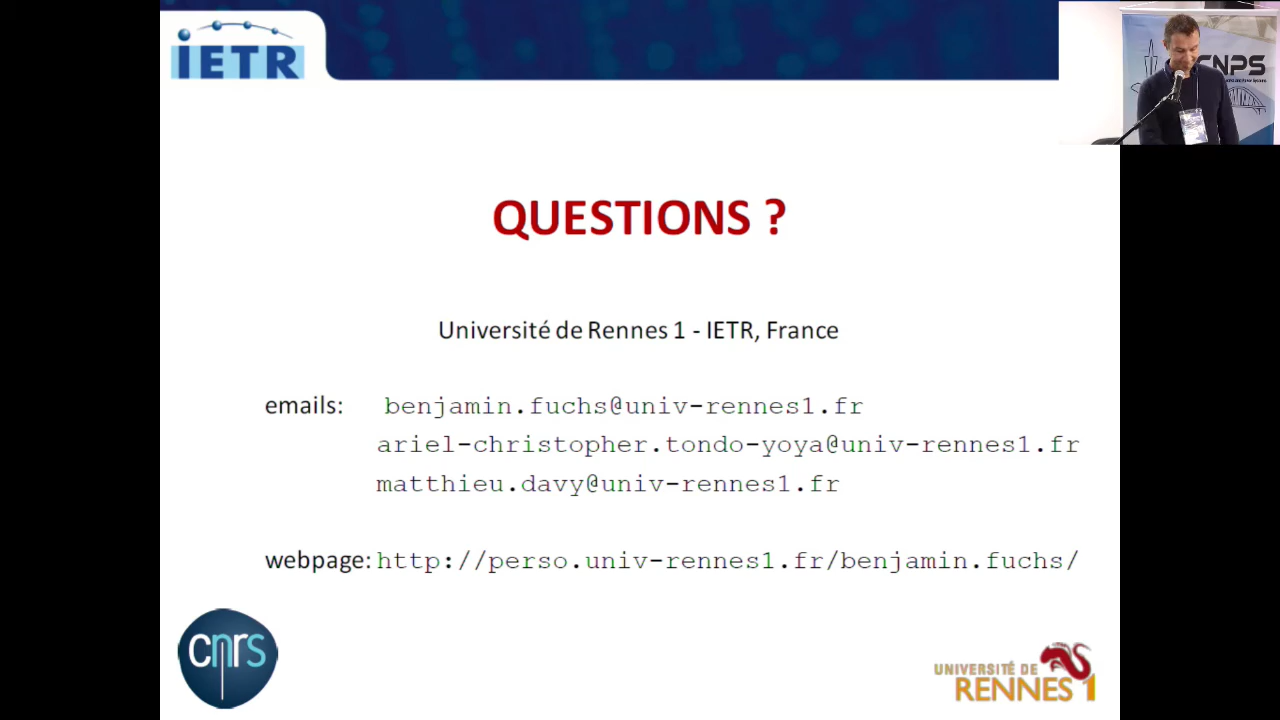 IETR
CNPS
QUESTIONS ?
Université de Rennes 1 - IETR, France
emails: benjamin.fuchs@univ-rennes1.fr
ariel-christopher.tondo-yoya@univ-rennes1.fr
matthieu.davy@univ-rennes1.fr
webpage: http://perso.univ-rennes1.fr/benjamin.fuchs/
cnrs
UNIVERSITÉ DE
RENNES 1